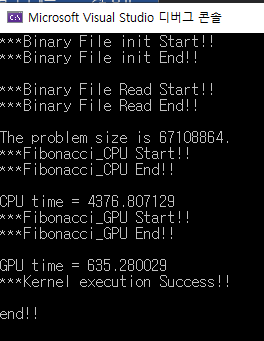 Microsoft Visual Studio 디버그 콘솔
***Binary File init Start!!
***Binary File init End!!
***Binary File Read Start!!
***Binary File Read End!!
The problem size is 67108864.
***Fibonacci_CPU Start!!
***Fibonacci_CPU End!!
CPU time = 4376.807129
***Fibonacci_GPU Start!!
***Fibonacci_GPU End!!
GPU time = 635.280029
***Kernel execution Success!!
end!!